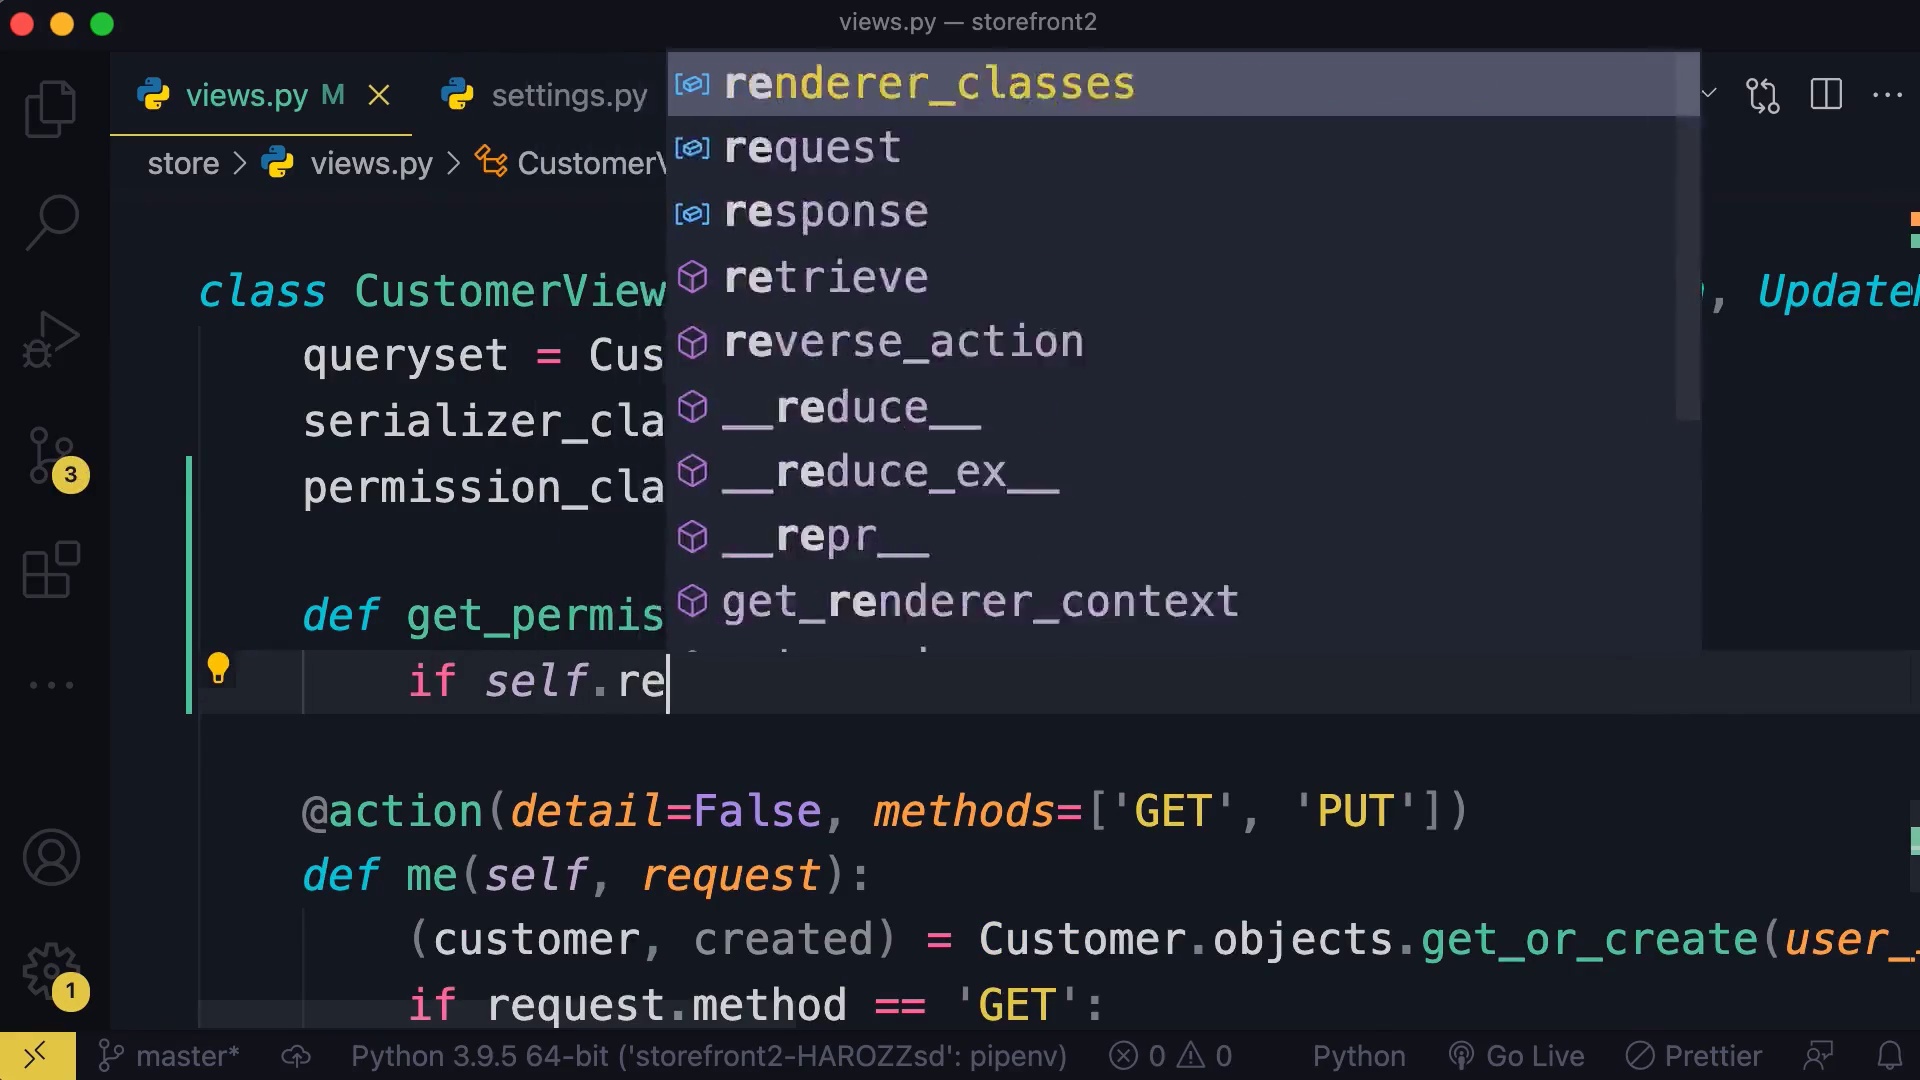 views.py — storefront2
views.py M
settings.py
store > views.py > CustomerV
class CustomerView
, Update
queryset = Cus
serializer_cla
permission_cla
def get_permis
if self.re
renderer_classes
request
response
retrieve
reverse_action
__reduce__
__reduce_ex__
__repr__
get_renderer_context
@action(detail=False, methods=['GET', 'PUT'])
def me(self, request):
(customer, created) = Customer.objects.get_or_create(user_
if request.method == 'GET':
3
1
master*
Python 3.9.5 64-bit ('storefront2-HAROZZsd': pipenv)
0
0
Python
Go Live
Prettier